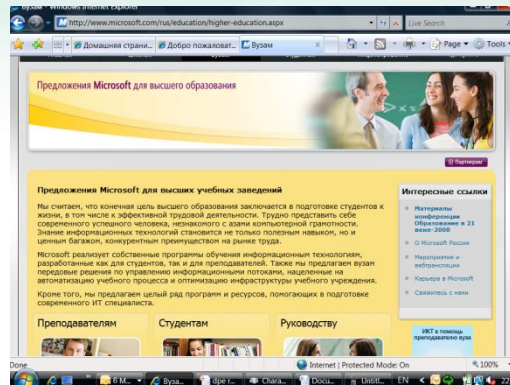 Вузам - Windows Internet Explorer
http://www.microsoft.com/rus/education/higher-education.aspx
Live Search
Домашняя страни...
Добро пожаловат...
Вузам
Page
Tools
Предложения Microsoft для высшего образования
Партнерам
Предложения Microsoft для высших учебных заведений
Мы считаем, что конечная цель высшего образования заключается в подготовке студентов к
жизни, в том числе к эффективной трудовой деятельности. Трудно представить себе
современного успешного человека, незнакомого с азами компьютерной грамотности.
Знание информационных технологий становится не только полезным навыком, но и
ценным багажом, конкурентным преимуществом на рынке труда.
Microsoft реализует собственные программы обучения информационным технологиям,
разработанные как для студентов, так и для преподавателей. Также мы предлагаем вузам
передовые решения по управлению информационными потоками, нацеленные на
автоматизацию учебного процесса и оптимизацию инфраструктуры учебного учреждения.
Кроме того, мы предлагаем целый ряд программ и ресурсов, помогающих в подготовке
современного ИТ специалиста.
Преподавателям
Студентам
Руководству
Интересные ссылки
Материалы
конференции
Образование в 21
веке-2008
О Microsoft Россия
Мероприятия и
вебтрансляции
Карьера в Microsoft
Свяжитесь с нами
ИКТ в помощь
преподавателю вуза
Done
Internet | Protected Mode: On
100%
6 M...
Вуза...
dpe r...
Chara...
Docu...
Untitl...
EN